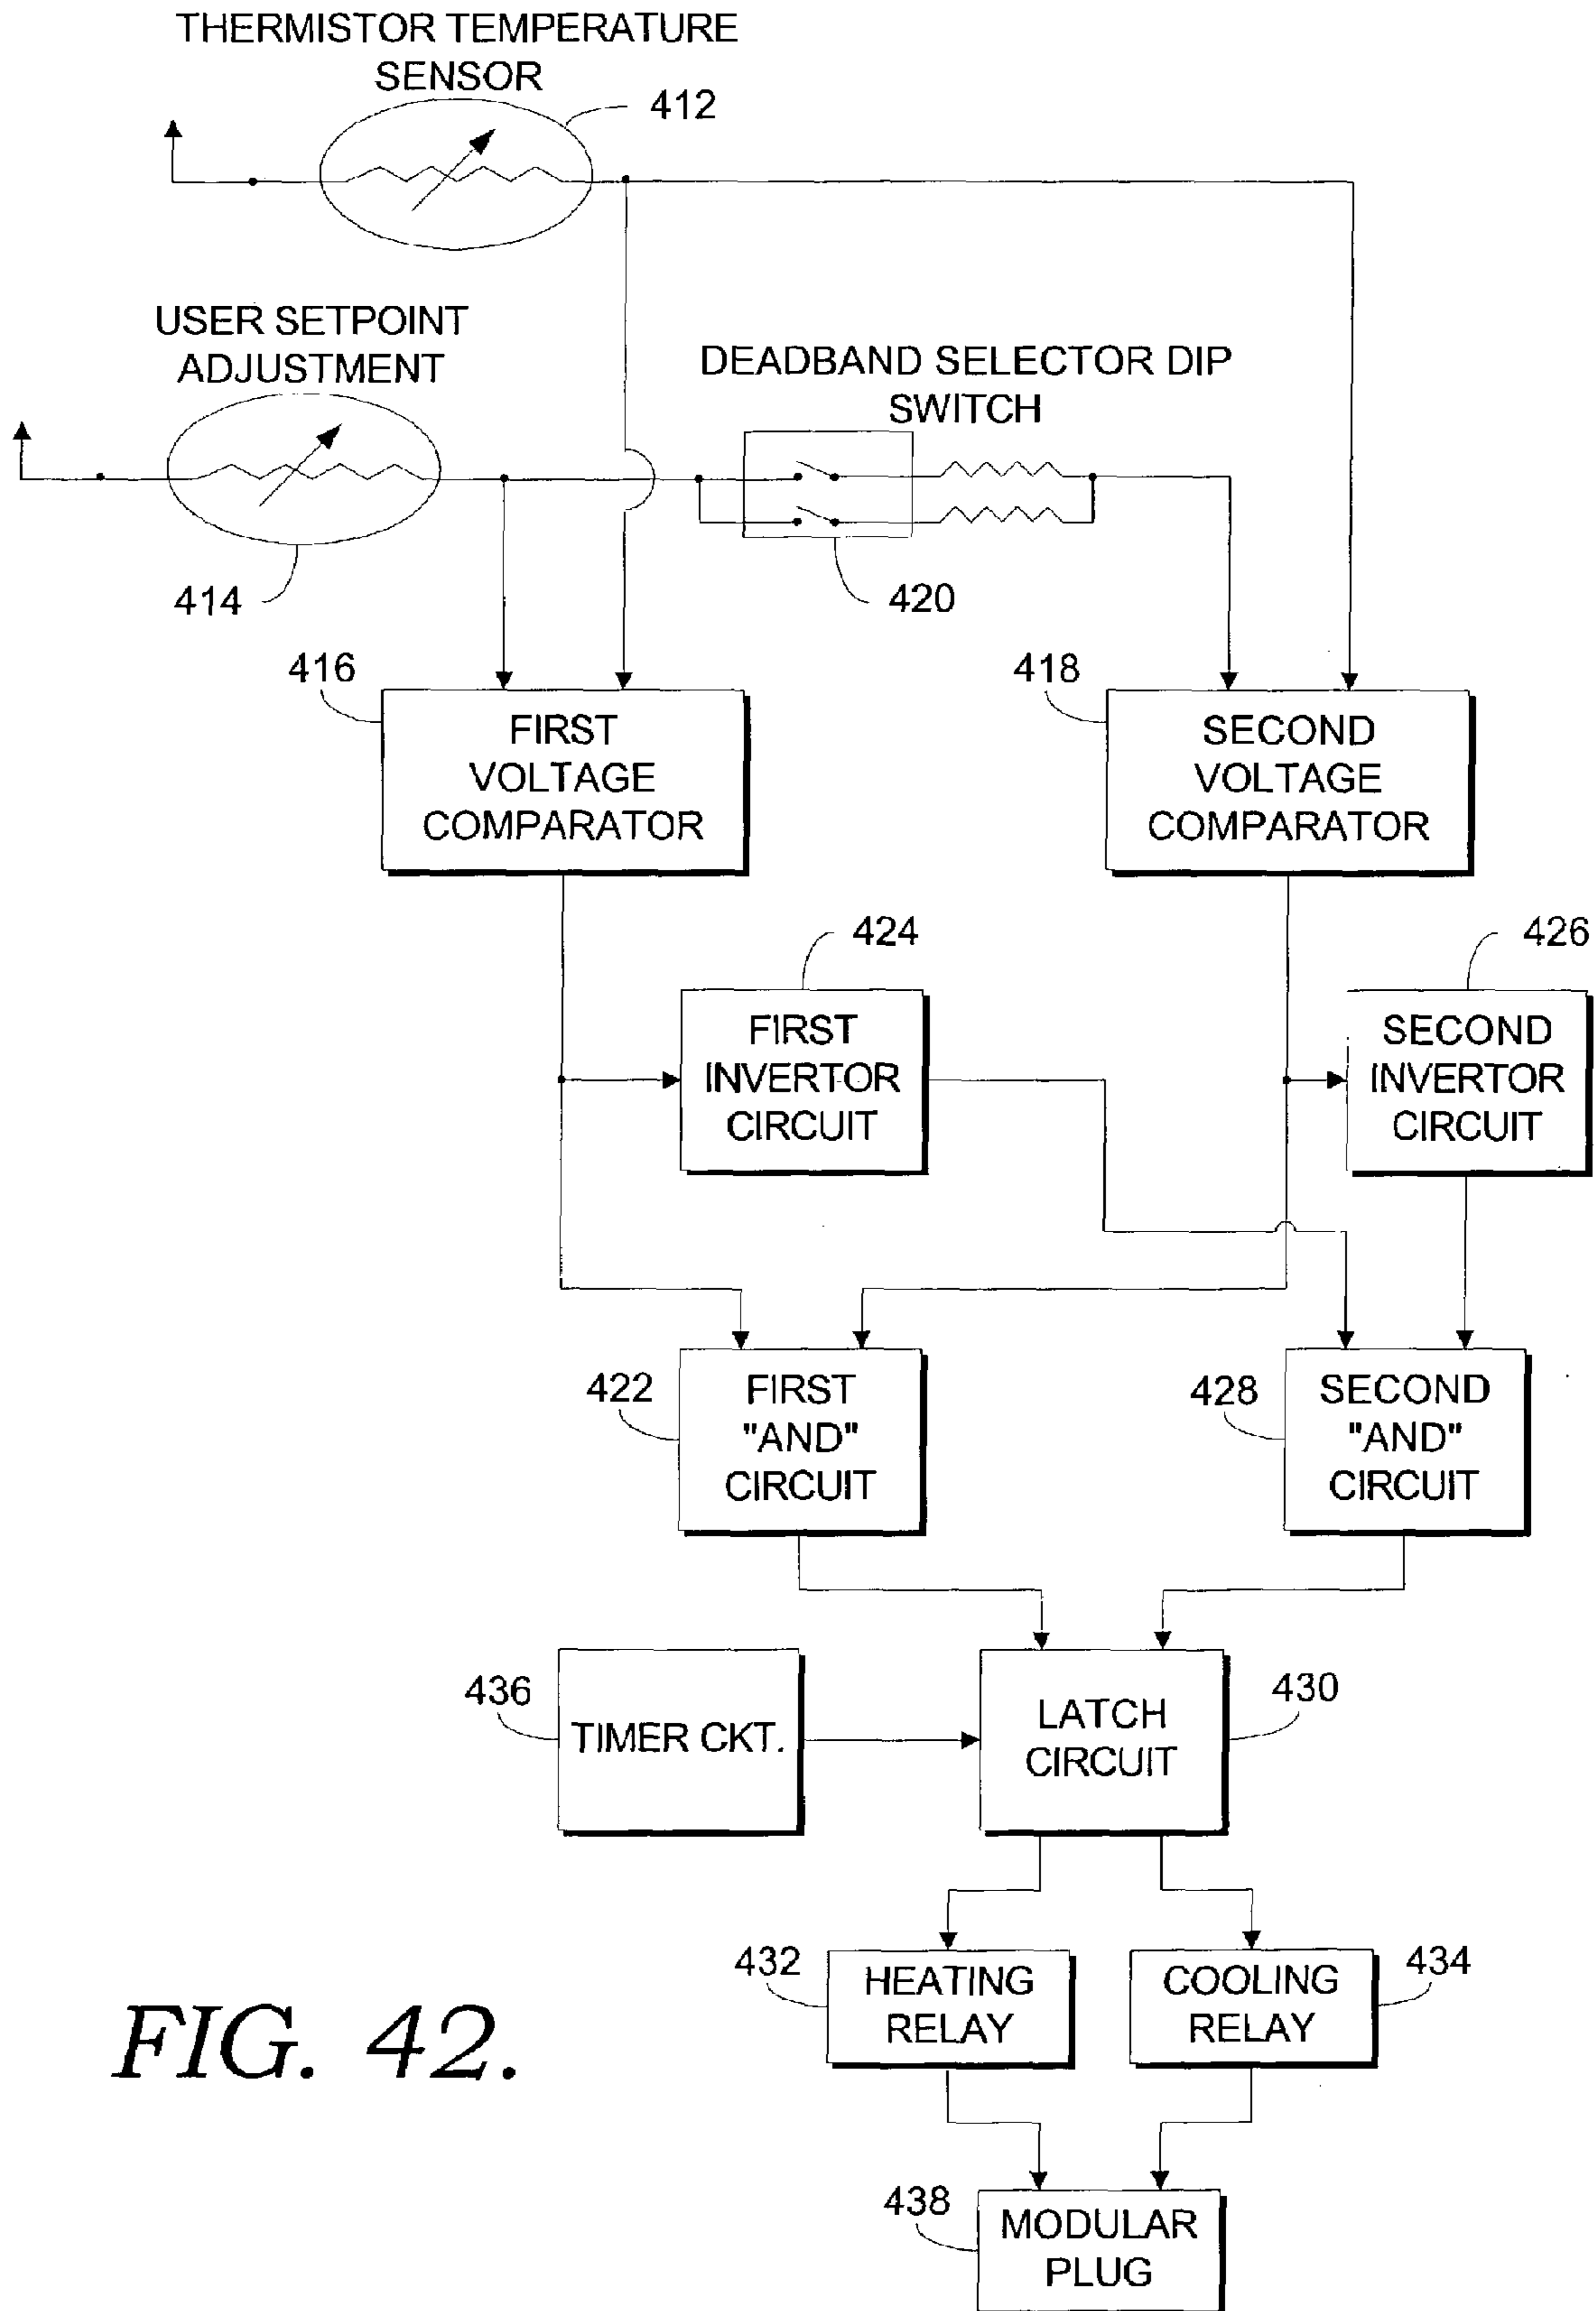 THERMISTOR TEMPERATURE
SENSOR
412
USER SETPOINT
ADJUSTMENT
DEADBAND SELECTOR DIP
SWITCH
414
420
416
418
FIRST
VOLTAGE
COMPARATOR
SECOND
VOLTAGE
COMPARATOR
424
426
FIRST
INVERTOR
CIRCUIT
SECOND
INVERTOR
CIRCUIT
422
FIRST
"AND"
CIRCUIT
428
SECOND
"AND"
CIRCUIT
436
TIMER CKT.
LATCH
CIRCUIT
430
432
HEATING
RELAY
COOLING
RELAY
434
FIG. 42.
438
MODULAR
PLUG